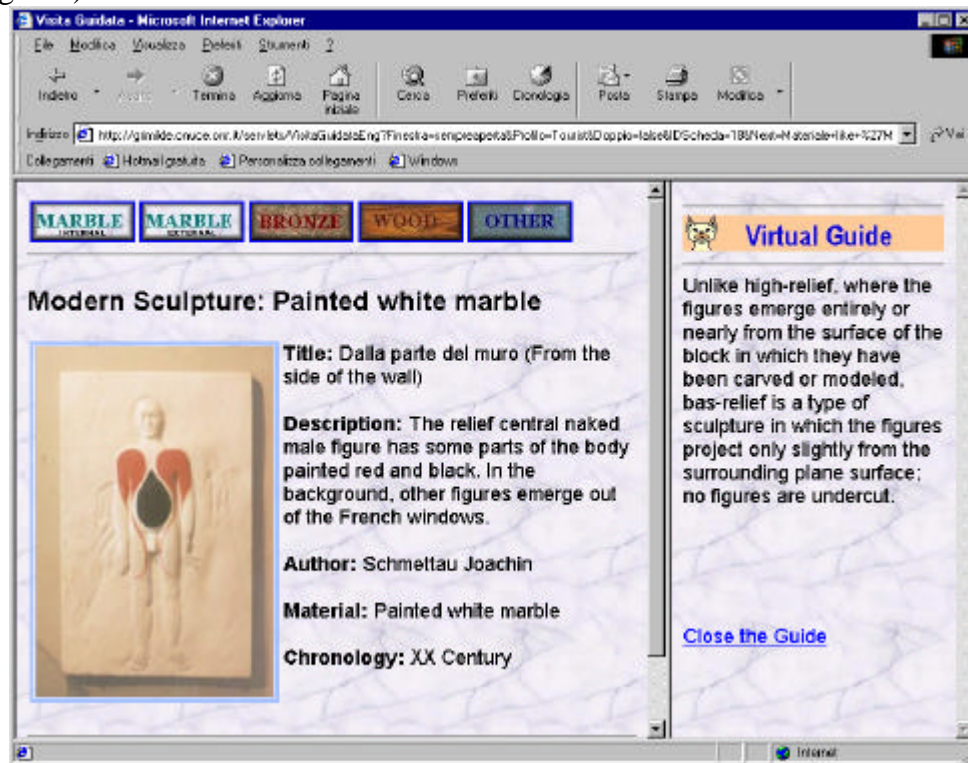 Visita Guidata - Microsoft Internet Explorer
File Modifica Visualizza Preferiti Strumenti ?
Indietro Avanti Termina Aggiorna Pagina iniziale Cerca Preferiti Cronologia Posta Stampa Modifica
Indirizzo Vai
Collegamenti Hotmail gratuita Personalizza collegamenti Windows
MARBLE INTERNAL MARBLE EXTERNAL BRONZE WOOD OTHER
Modern Sculpture: Painted white marble
Title: Dalla parte del muro (From the
side of the wall)
Description: The relief central naked
male figure has some parts of the body
painted red and black. In the
background, other figures emerge out
of the French windows.
Author: Schmettau Joachin
Material: Painted white marble
Chronology: XX Century
Virtual Guide
Unlike high-relief, where the
figures emerge entirely or
nearly from the surface of the
block in which they have
been carved or modeled,
bas-relief is a type of
sculpture in which the figures
project only slightly from the
surrounding plane surface;
no figures are undercut.
Close the Guide
Internet